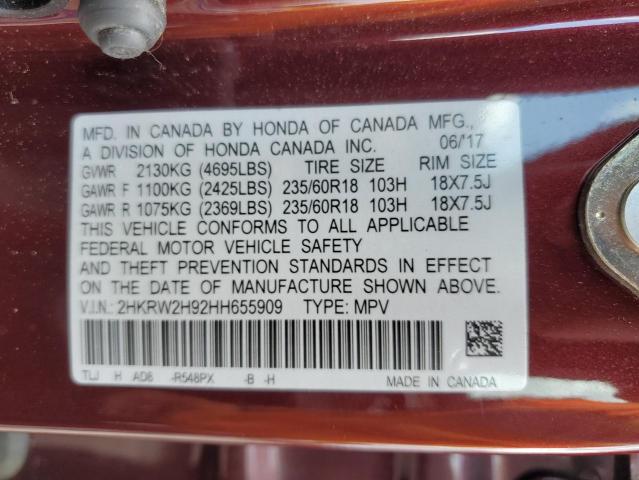 MFD. IN CANADA BY HONDA OF CANADA MFG.,
A DIVISION OF HONDA CANADA INC. 06/'17
GVWR 2130KG (4695LBS) TIRE SIZE RIM SIZE
GAWR F 1100KG (2425LBS) 235/60R18 103H 18X7.5J
GAWR R 1075KG (2369LBS) 235/60R18 103H 18X7.5J
THIS VEHICLE CONFORMS TO ALL APPLICABLE
FEDERAL MOTOR VEHICLE SAFETY
AND THEFT PREVENTION STANDARDS IN EFFECT
ON THE DATE OF MANUFACTURE SHOWN ABOVE.
V.I.N.: 2HKRW2H92HH655909 TYPE: MPV
TLJ H AD8 -R548PX -B -H MADE IN CANADA